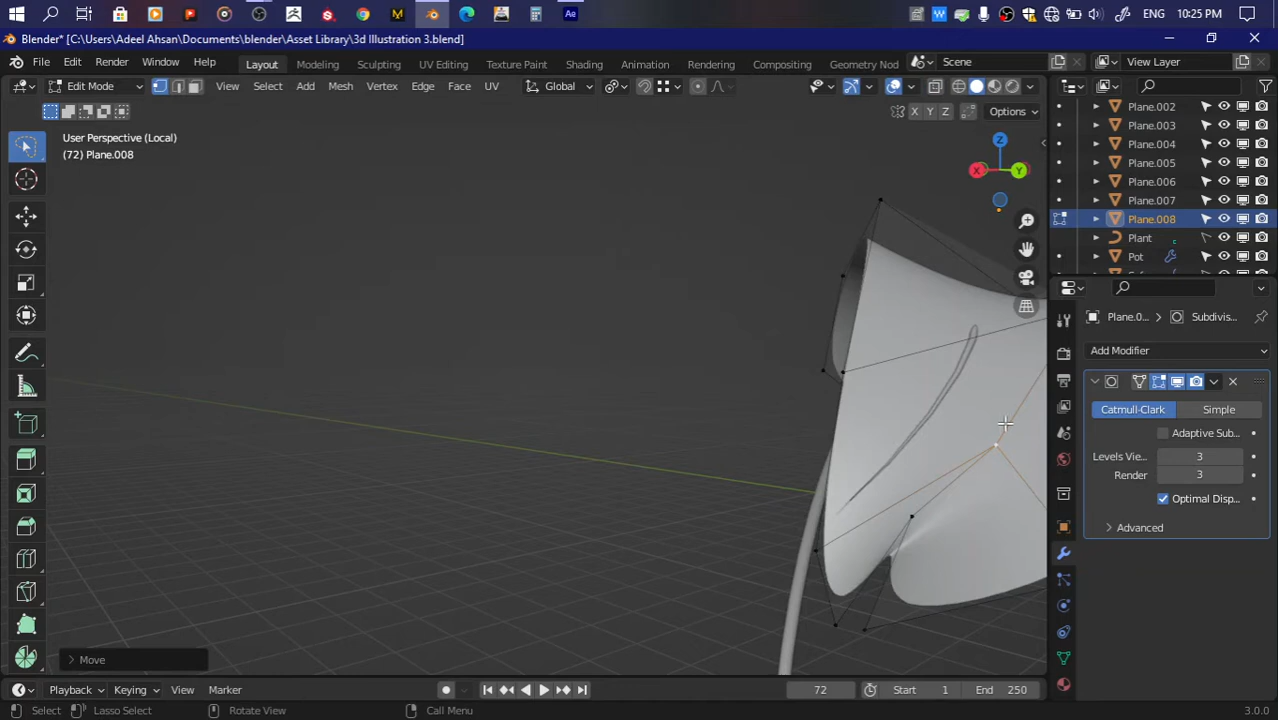 ENG 10:25 PM
Blender* [C:\Users\Adeel Ahsan\Documents\blender\Asset Library\3d Illustration 3.blend]
File Edit Render Window Help Layout Modeling Sculpting UV Editing Texture Paint Shading Animation Rendering Compositing Geometry Nod Scene View Layer
Edit Mode View Select Add Mesh Vertex Edge Face UV Global
X Y Z Options
User Perspective (Local)
(72) Plane.008
Z
X Y
Plane.002
Plane.003
Plane.004
Plane.005
Plane.006
Plane.007
Plane.008
Plant
Pot
Plane.0... > Subdivis...
Add Modifier
Catmull-Clark Simple
Adaptive Sub...
Levels Vie... 3
Render 3
Optimal Disp...
Advanced
Move
Playback Keying View Marker 72 Start 1 End 250
Select Lasso Select Rotate View Call Menu 3.0.0